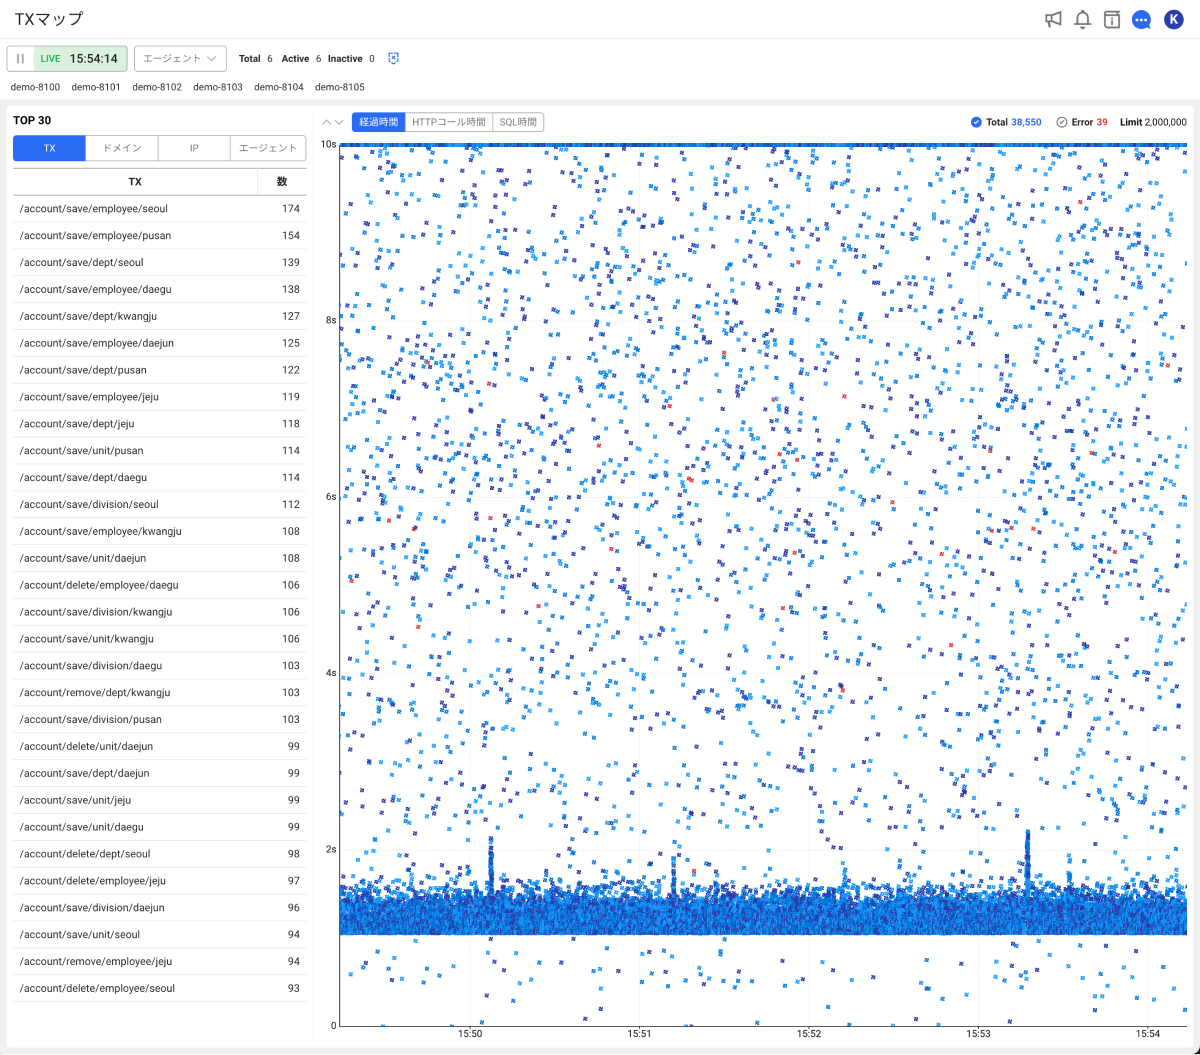 TXマップ
K
LIVE 15:54:14 エージェント Total 6 Active 6 Inactive 0
demo-8100 demo-8101 demo-8102 demo-8103 demo-8104 demo-8105
TOP 30
経過時間 HTTPコール時間 SQL時間
Total 38,550 Error 39 Limit 2,000,000
TX ドメイン IP エージェント
TX 数
/account/save/employee/seoul 174
/account/save/employee/pusan 154
/account/save/dept/seoul 139
/account/save/employee/daegu 138
/account/save/dept/kwangju 127
/account/save/employee/daejun 125
/account/save/dept/pusan 122
/account/save/employee/jeju 119
/account/save/dept/jeju 118
/account/save/unit/pusan 114
/account/save/dept/daegu 114
/account/save/division/seoul 112
/account/save/employee/kwangju 108
/account/save/unit/daejun 108
/account/delete/employee/daegu 106
/account/save/division/kwangju 106
/account/save/unit/kwangju 106
/account/save/division/daegu 103
/account/remove/dept/kwangju 103
/account/save/division/pusan 103
/account/delete/unit/daejun 99
/account/save/dept/daejun 99
/account/save/unit/jeju 99
/account/save/unit/daegu 99
/account/delete/dept/seoul 98
/account/delete/employee/jeju 97
/account/save/division/daejun 96
/account/save/unit/seoul 94
/account/remove/employee/jeju 94
/account/delete/employee/seoul 93
10s
8s
6s
4s
2s
0
15:50 15:51 15:52 15:53 15:54